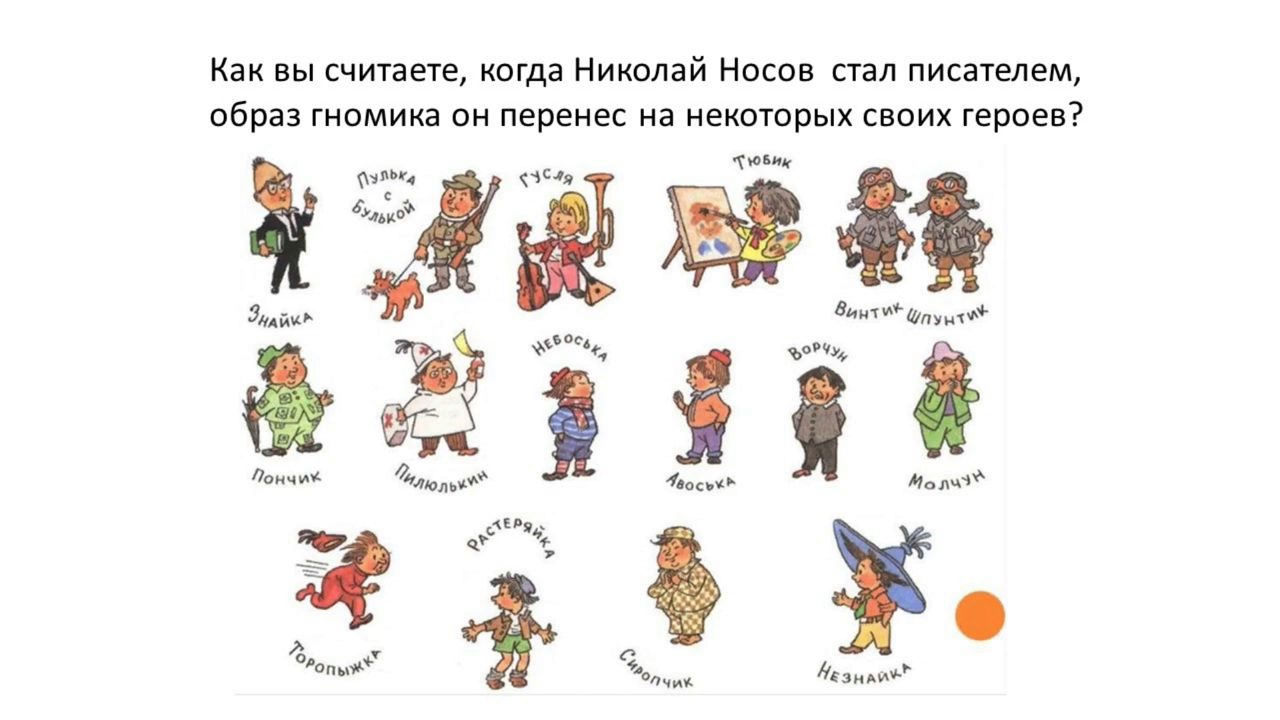 Как вы считаете, когда Николай Носов стал писателем,
образ гномика он перенес на некоторых своих героев?
Знайка
Пулька
с
Булькой
Гусля
Тюбик
Винтик Шпунтик
Пончик
Пилюлькин
Небоська
Авоська
Ворчун
Молчун
Торопыжка
Растеряйка
Сиропчик
Незнайка